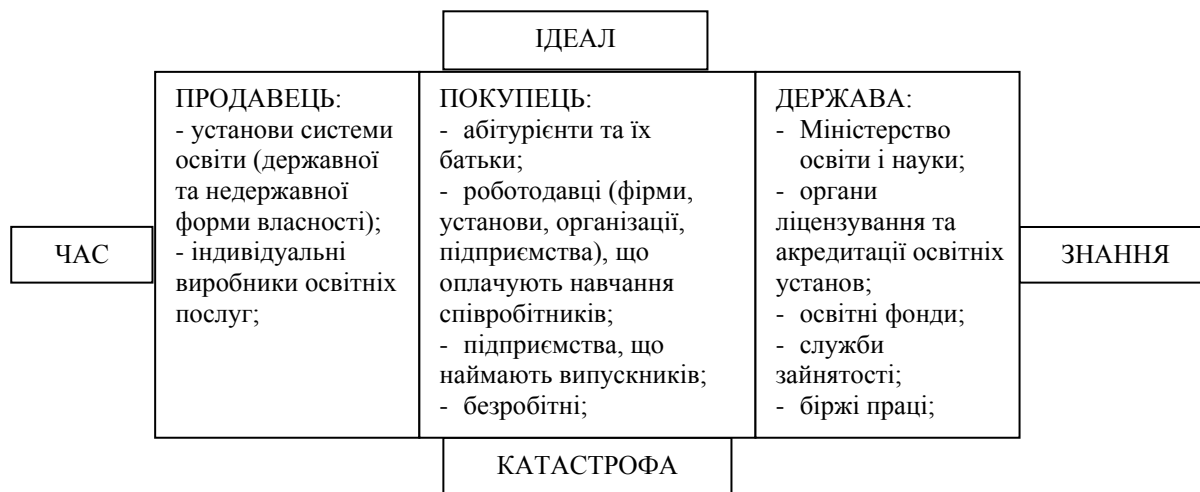 ІДЕАЛ
ПРОДАВЕЦЬ:
- установи системи
освіти (державної
та недержавної
форми власності);
- індивідуальні
виробники освітніх
послуг;
ПОКУПЕЦЬ:
- абітурієнти та їх
батьки;
- роботодавці (фірми,
установи, організації,
підприємства), що
оплачують навчання
співробітників;
- підприємства, що
наймають випускників;
- безробітні;
ДЕРЖАВА:
- Міністерство
освіти і науки;
- органи
ліцензування та
акредитації освітніх
установ;
- освітні фонди;
- служби
зайнятості;
- біржі праці;
ЧАС
ЗНАННЯ
КАТАСТРОФА